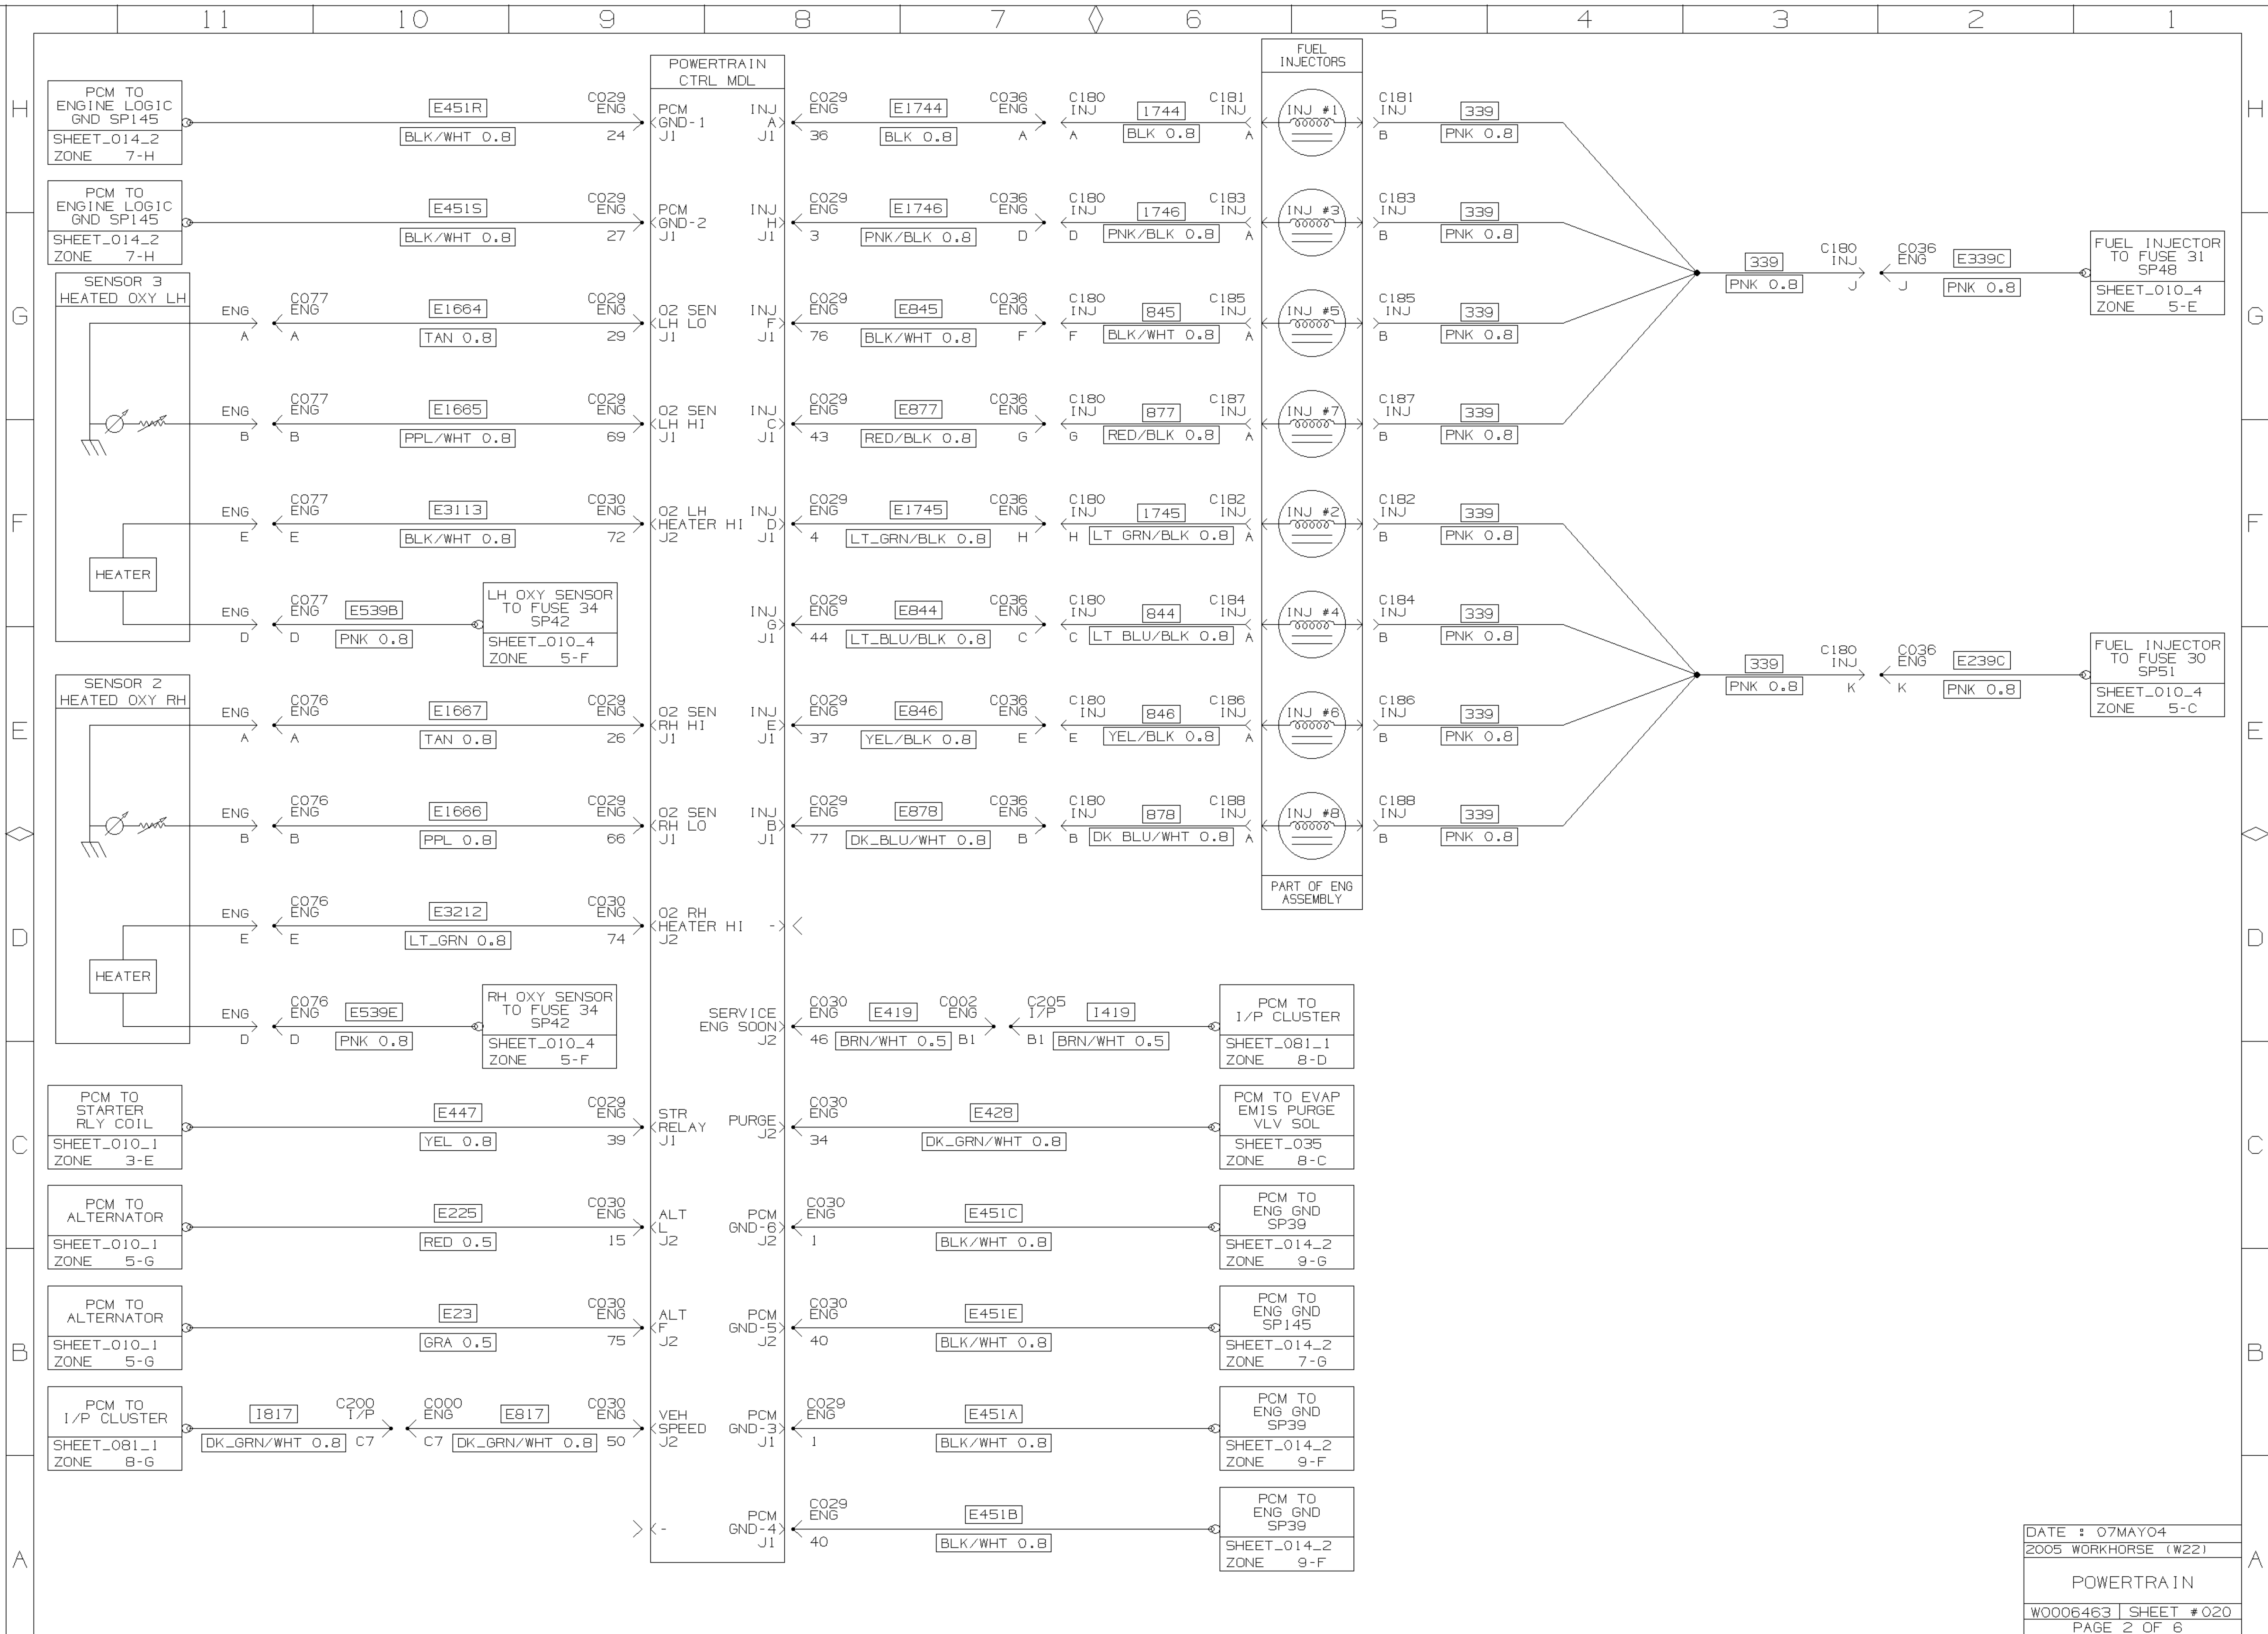 11 10 9 8 7 6 5 4 3 2 1
H
G
F
E
D
C
B
A
PCM TO
ENGINE LOGIC
GND SP145
SHEET_014_2
ZONE 7-H
E451R
BLK/WHT 0.8
C029
ENG
24
PCM TO
ENGINE LOGIC
GND SP145
SHEET_014_2
ZONE 7-H
E451S
BLK/WHT 0.8
C029
ENG
27
SENSOR 3
HEATED OXY LH
ENG
A
C077
ENG
A
E1664
TAN 0.8
C029
ENG
29
ENG
B
C077
ENG
B
E1665
PPL/WHT 0.8
C029
ENG
69
ENG
E
C077
ENG
E
E3113
BLK/WHT 0.8
C030
ENG
72
HEATER
ENG
D
C077
ENG
D
E539B
PNK 0.8
LH OXY SENSOR
TO FUSE 34
SP42
SHEET_010_4
ZONE 5-F
SENSOR 2
HEATED OXY RH
ENG
A
C076
ENG
A
E1667
TAN 0.8
C029
ENG
26
ENG
B
C076
ENG
B
E1666
PPL 0.8
C029
ENG
66
ENG
E
C076
ENG
E
E3212
LT_GRN 0.8
C030
ENG
74
HEATER
ENG
D
C076
ENG
D
E539E
PNK 0.8
RH OXY SENSOR
TO FUSE 34
SP42
SHEET_010_4
ZONE 5-F
PCM TO
STARTER
RLY COIL
SHEET_010_1
ZONE 3-E
E447
YEL 0.8
C029
ENG
39
PCM TO
ALTERNATOR
SHEET_010_1
ZONE 5-G
E225
RED 0.5
C030
ENG
15
PCM TO
ALTERNATOR
SHEET_010_1
ZONE 5-G
E23
GRA 0.5
C030
ENG
75
PCM TO
I/P CLUSTER
SHEET_081_1
ZONE 8-G
I817
DK_GRN/WHT 0.8
C200
I/P
C7
C000
ENG
C7
E817
DK_GRN/WHT 0.8
C030
ENG
50
POWERTRAIN
CTRL MDL
PCM
GND-1
J1
INJ
A
J1
PCM
GND-2
J1
INJ
H
J1
O2 SEN
LH LO
J1
INJ
F
J1
O2 SEN
LH HI
J1
INJ
C
J1
O2 LH
HEATER HI
J2
INJ
D
J1
INJ
G
J1
O2 SEN
RH HI
J1
INJ
E
J1
O2 SEN
RH LO
J1
INJ
B
J1
O2 RH
HEATER HI -
J2
SERVICE
ENG SOON
J2
STR
RELAY
J1
PURGE
J2
ALT
L
J2
PCM
GND-6
J2
ALT
F
J2
PCM
GND-5
J2
VEH
SPEED
J2
PCM
GND-3
J1
-
PCM
GND-4
J1
C029
ENG
36
E1744
BLK 0.8
C036
ENG
A
C180
INJ
A
1744
BLK 0.8
C181
INJ
A
C029
ENG
3
E1746
PNK/BLK 0.8
C036
ENG
D
C180
INJ
D
1746
PNK/BLK 0.8
C183
INJ
A
C029
ENG
76
E845
BLK/WHT 0.8
C036
ENG
F
C180
INJ
F
845
BLK/WHT 0.8
C185
INJ
A
C029
ENG
43
E877
RED/BLK 0.8
C036
ENG
G
C180
INJ
G
877
RED/BLK 0.8
C187
INJ
A
C029
ENG
4
E1745
LT_GRN/BLK 0.8
C036
ENG
H
C180
INJ
H
1745
LT GRN/BLK 0.8
C182
INJ
A
C029
ENG
44
E844
LT_BLU/BLK 0.8
C036
ENG
C
C180
INJ
C
844
LT BLU/BLK 0.8
C184
INJ
A
C029
ENG
37
E846
YEL/BLK 0.8
C036
ENG
E
C180
INJ
E
846
YEL/BLK 0.8
C186
INJ
A
C029
ENG
77
E878
DK_BLU/WHT 0.8
C036
ENG
B
C180
INJ
B
878
DK BLU/WHT 0.8
C188
INJ
A
FUEL
INJECTORS
INJ #1
INJ #3
INJ #5
INJ #7
INJ #2
INJ #4
INJ #6
INJ #8
PART OF ENG
ASSEMBLY
C181
INJ
B
339
PNK 0.8
C183
INJ
B
339
PNK 0.8
C185
INJ
B
339
PNK 0.8
C187
INJ
B
339
PNK 0.8
C182
INJ
B
339
PNK 0.8
C184
INJ
B
339
PNK 0.8
C186
INJ
B
339
PNK 0.8
C188
INJ
B
339
PNK 0.8
339
PNK 0.8
C180
INJ
J
C036
ENG
J
E339C
PNK 0.8
FUEL INJECTOR
TO FUSE 31
SP48
SHEET_010_4
ZONE 5-E
339
PNK 0.8
C180
INJ
K
C036
ENG
K
E239C
PNK 0.8
FUEL INJECTOR
TO FUSE 30
SP51
SHEET_010_4
ZONE 5-C
C030
ENG
46
E419
BRN/WHT 0.5
C002
ENG
B1
C205
I/P
B1
I419
BRN/WHT 0.5
PCM TO
I/P CLUSTER
SHEET_081_1
ZONE 8-D
C030
ENG
34
E428
DK_GRN/WHT 0.8
PCM TO EVAP
EMIS PURGE
VLV SOL
SHEET_035
ZONE 8-C
C030
ENG
1
E451C
BLK/WHT 0.8
PCM TO
ENG GND
SP39
SHEET_014_2
ZONE 9-G
C030
ENG
40
E451E
BLK/WHT 0.8
PCM TO
ENG GND
SP145
SHEET_014_2
ZONE 7-G
C029
ENG
1
E451A
BLK/WHT 0.8
PCM TO
ENG GND
SP39
SHEET_014_2
ZONE 9-F
C029
ENG
40
E451B
BLK/WHT 0.8
PCM TO
ENG GND
SP39
SHEET_014_2
ZONE 9-F
H
G
F
E
D
C
B
A
DATE : 07MAY04
2005 WORKHORSE (W22)
POWERTRAIN
W0006463 SHEET #020
PAGE 2 OF 6